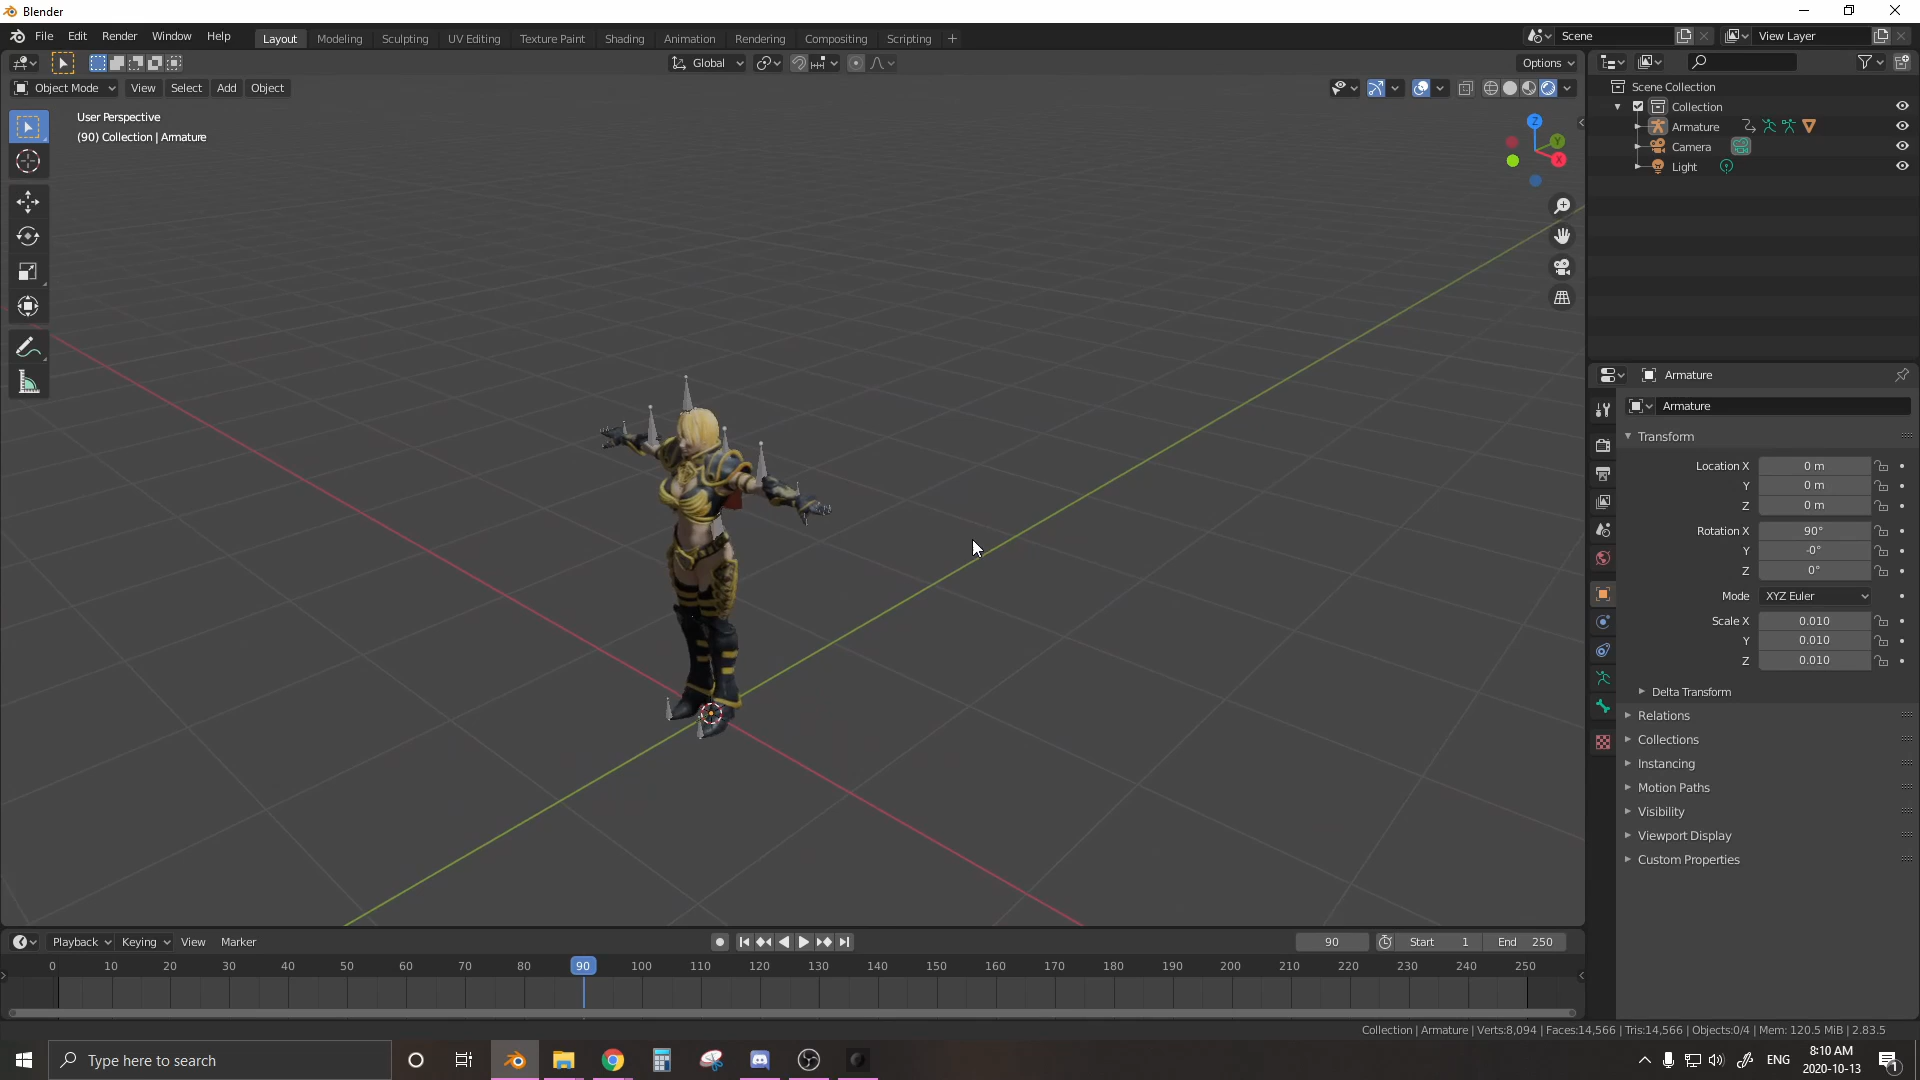 Blender
File Edit Render Window Help Layout Modeling Sculpting UV Editing Texture Paint Shading Animation Rendering Compositing Scripting + Scene View Layer
Global Options
Object Mode View Select Add Object
User Perspective
(90) Collection | Armature
Z
Y
X
Scene Collection
Collection
Armature
Camera
Light
Armature
Armature
Transform
Location X 0 m
Y 0 m
Z 0 m
Rotation X 90°
Y -0°
Z 0°
Mode XYZ Euler
Scale X 0.010
Y 0.010
Z 0.010
Delta Transform
Relations
Collections
Instancing
Motion Paths
Visibility
Viewport Display
Custom Properties
Playback Keying View Marker 90 Start 1 End 250
0 10 20 30 40 50 60 70 80 90 100 110 120 130 140 150 160 170 180 190 200 210 220 230 240 250
Collection | Armature | Verts:8,094 | Faces:14,566 | Tris:14,566 | Objects:0/4 | Mem: 120.5 MiB | 2.83.5
Type here to search ENG 8:10 AM
2020-10-13 1